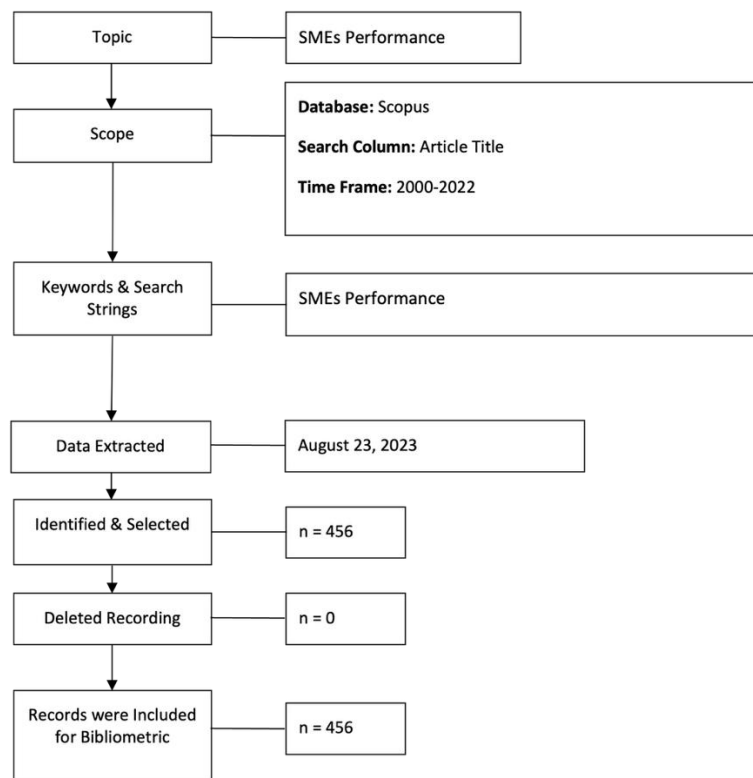 Topic
SMEs Performance
Scope
Database: Scopus
Search Column: Article Title
Time Frame: 2000-2022
Keywords & Search
Strings
SMEs Performance
Data Extracted
August 23, 2023
Identified & Selected
n = 456
Deleted Recording
n = 0
Records were Included
for Bibliometric
n = 456